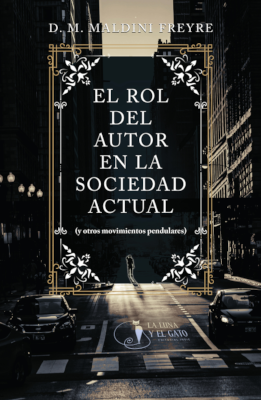 D. M. MALDINI FREYRE
EL ROL
DEL
AUTOR
EN LA
SOCIEDAD
ACTUAL
(y otros movimientos pendulares)
LA LUNA
Y EL GATO